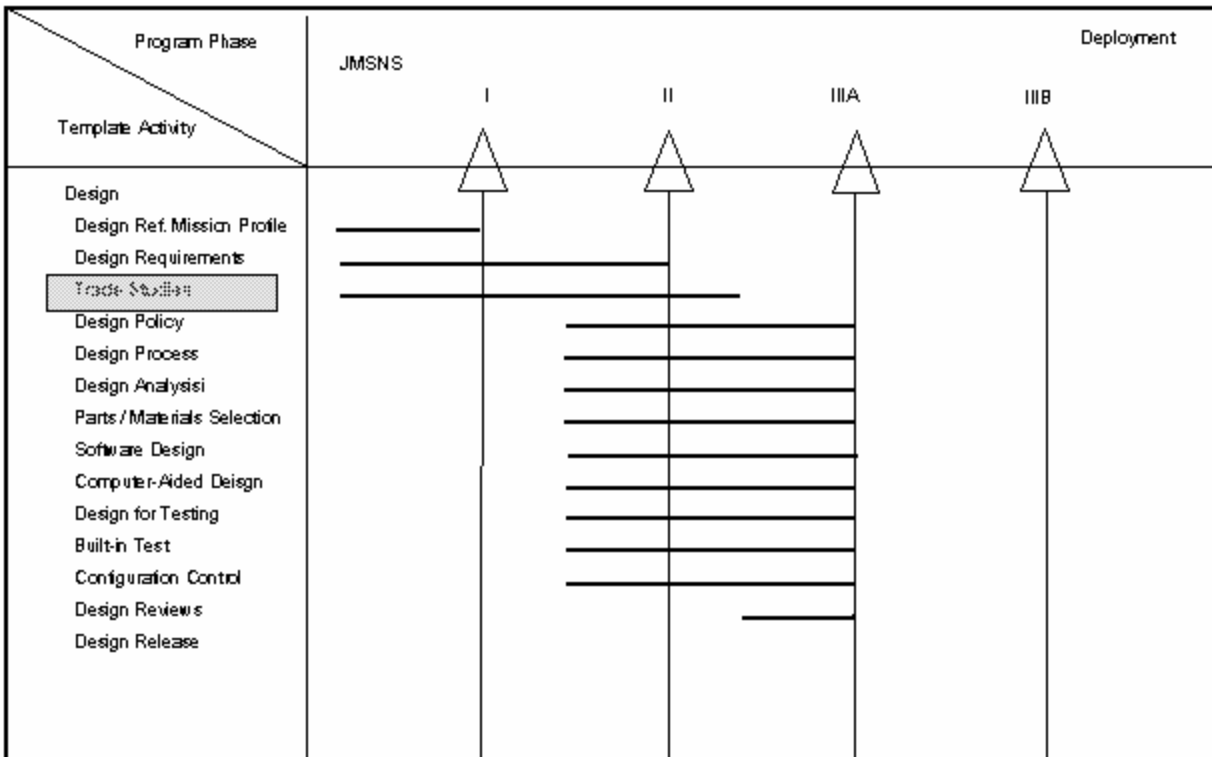 Program Phase
Deployment
JMSNS
I II IIIA IIIB
Template Activity
Design
Design Ref. Mission Profile
Design Requirements
Trade Studies
Design Policy
Design Process
Design Analysisi
Parts/Materials Selection
Software Design
Computer-Aided Deisgn
Design for Testing
Built-in Test
Configuration Control
Design Reviews
Design Release